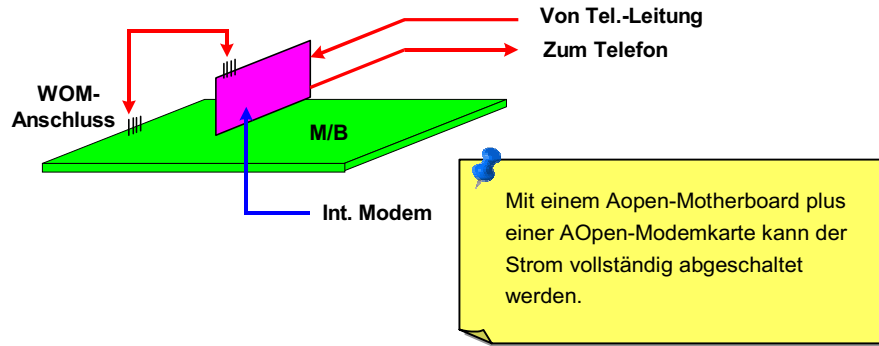 Von Tel.-Leitung
Zum Telefon
WOM-
Anschluss
M/B
Int. Modem
Mit einem Aopen-Motherboard plus
einer AOpen-Modemkarte kann der
Strom vollständig abgeschaltet
werden.